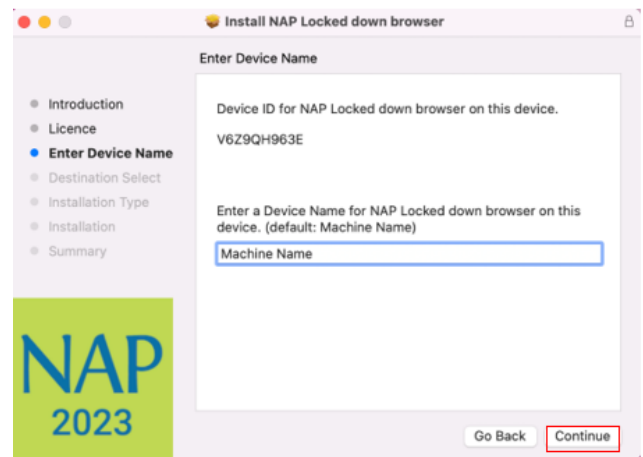 Install NAP Locked down browser
Enter Device Name
Introduction
Licence
Enter Device Name
Destination Select
Installation Type
Installation
Summary
Device ID for NAP Locked down browser on this device.
V6Z9QH963E
Enter a Device Name for NAP Locked down browser on this
device. (default: Machine Name)
Machine Name
NAP
2023
Go Back
Continue